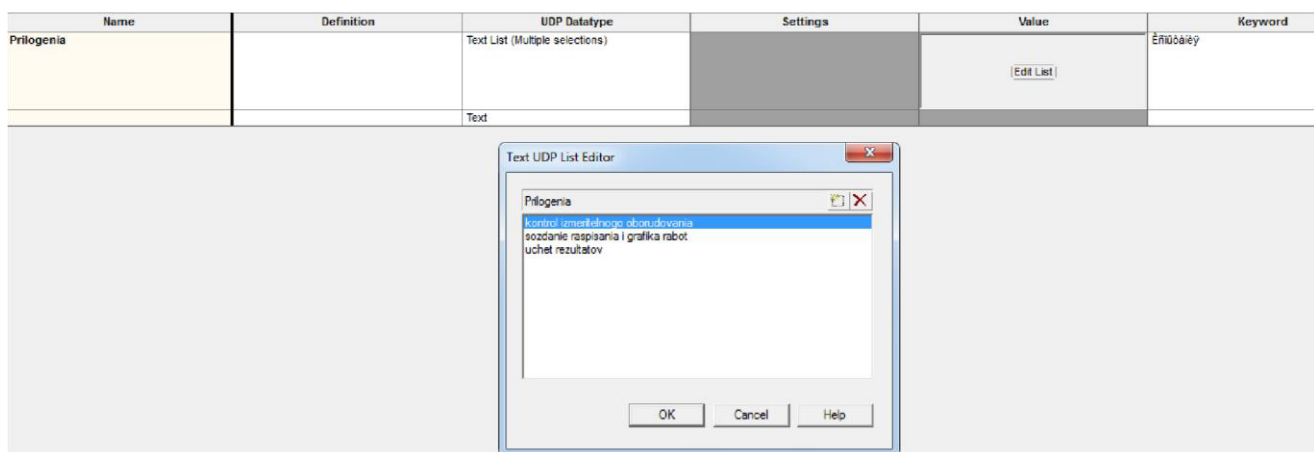 Name Definition UDP Datatype Settings Value Keyword
Prilogenia Text List (Multiple selections)
Edit List
Text
Text UDP List Editor
Prilogenia
kontrol izmeritelnogo oborudovania
sozdanie raspisania i grafika rabot
uchet rezultatov
OK Cancel Help